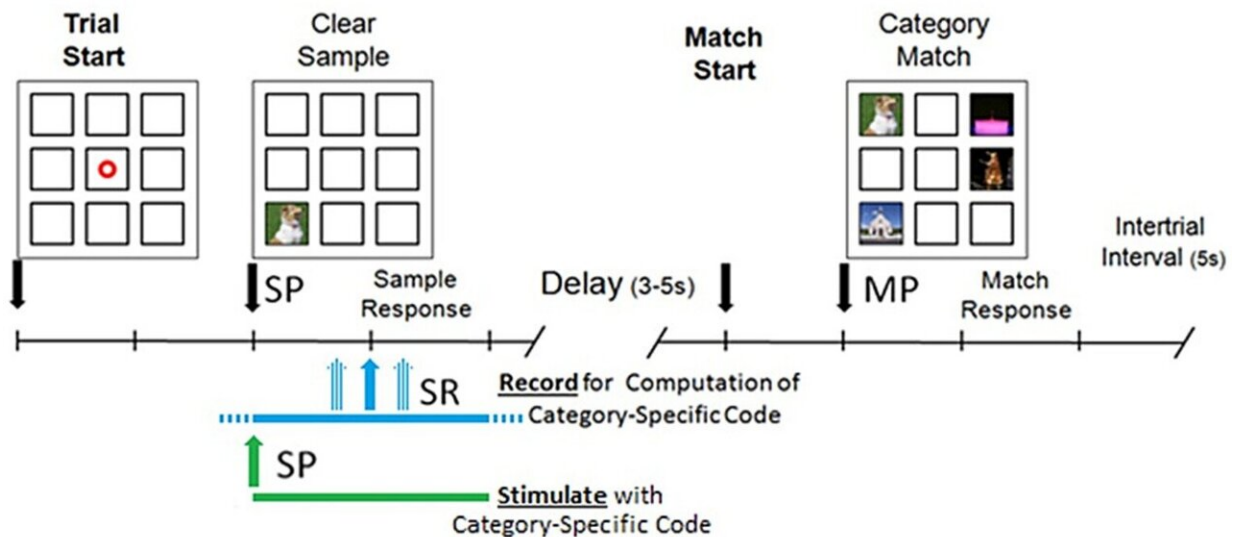 Trial
Start
Clear
Sample
Match
Start
Category
Match
SP
Sample
Response
Delay (3-5s)
MP
Match
Response
Intertrial
Interval (5s)
SR
Record for Computation of
Category-Specific Code
SP
Stimulate with
Category-Specific Code